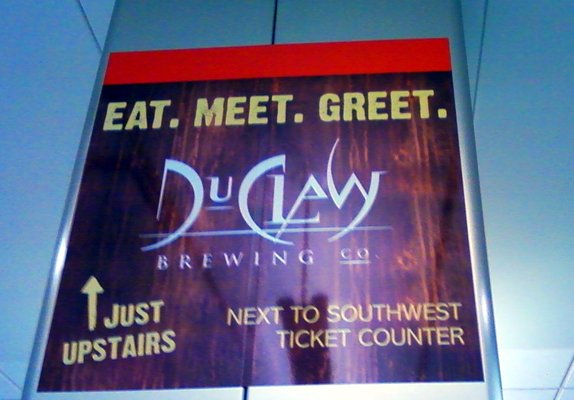 EAT. MEET. GREET.
DuCLAW
BREWING CO.
JUST
UPSTAIRS
NEXT TO SOUTHWEST
TICKET COUNTER